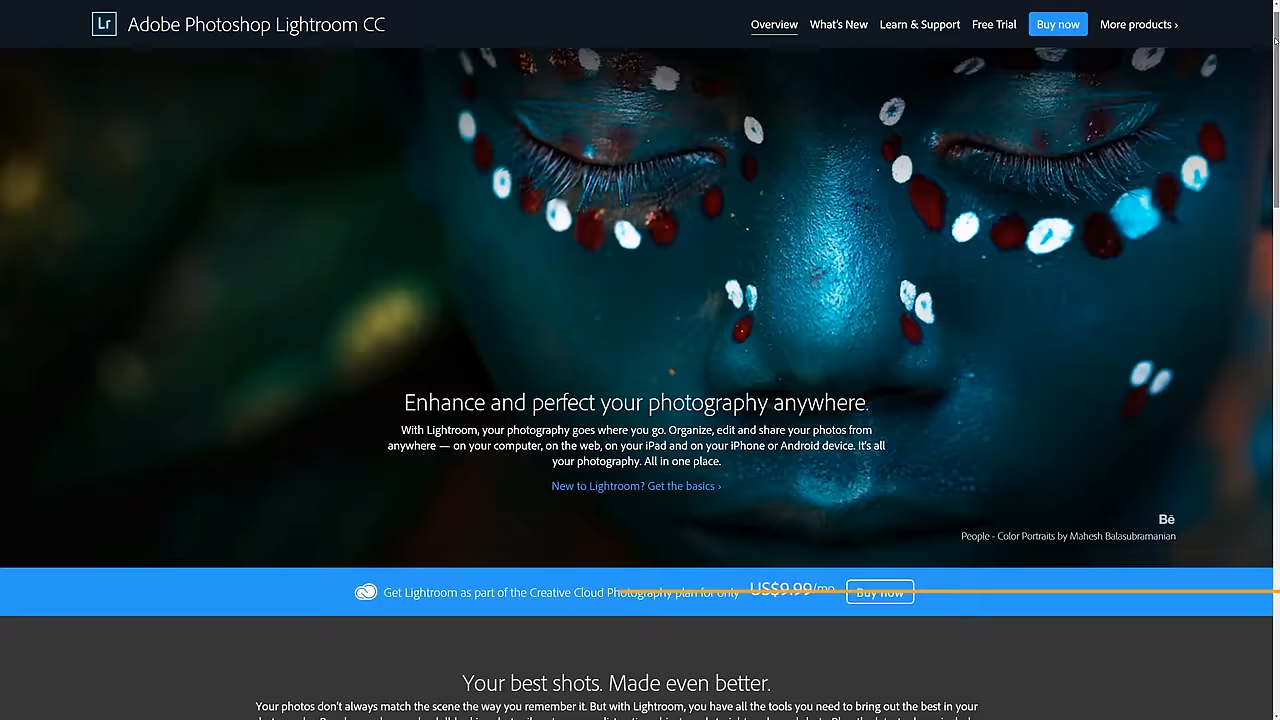 Lr Adobe Photoshop Lightroom CC
Overview What's New Learn & Support Free Trial Buy now More products ›
Enhance and perfect your photography anywhere.
With Lightroom, your photography goes where you go. Organize, edit and share your photos from
anywhere — on your computer, on the web, on your iPad and on your iPhone or Android device. It's all
your photography. All in one place.
New to Lightroom? Get the basics ›
Bē
People - Color Portraits by Mahesh Balasubramanian
Get Lightroom as part of the Creative Cloud Photography plan for only US$9.99/mo Buy now
Your best shots. Made even better.
Your photos don't always match the scene the way you remember it. But with Lightroom, you have all the tools you need to bring out the best in your